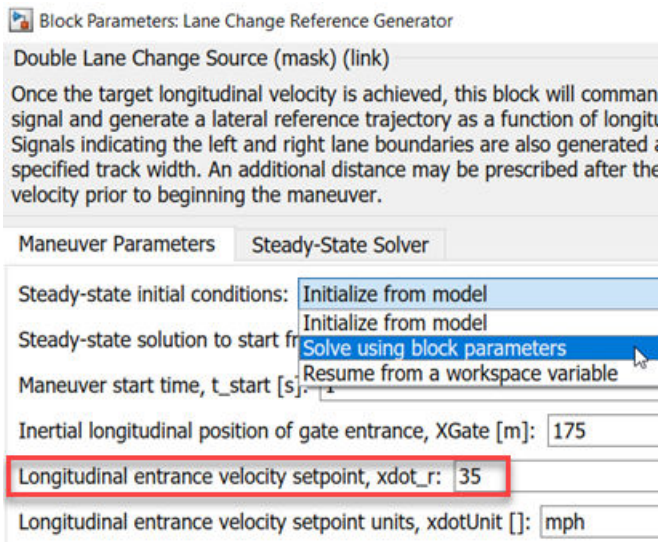 Block Parameters: Lane Change Reference Generator
Double Lane Change Source (mask) (link)
Once the target longitudinal velocity is achieved, this block will comman
signal and generate a lateral reference trajectory as a function of longitu
Signals indicating the left and right lane boundaries are also generated a
specified track width. An additional distance may be prescribed after the
velocity prior to beginning the maneuver.
Maneuver Parameters Steady-State Solver
Steady-state initial conditions: Initialize from model
Initialize from model
Steady-state solution to start fr
Solve using block parameters
Resume from a workspace variable
Maneuver start time, t_start [s]: 1
Inertial longitudinal position of gate entrance, XGate [m]: 175
Longitudinal entrance velocity setpoint, xdot_r: 35
Longitudinal entrance velocity setpoint units, xdotUnit []: mph